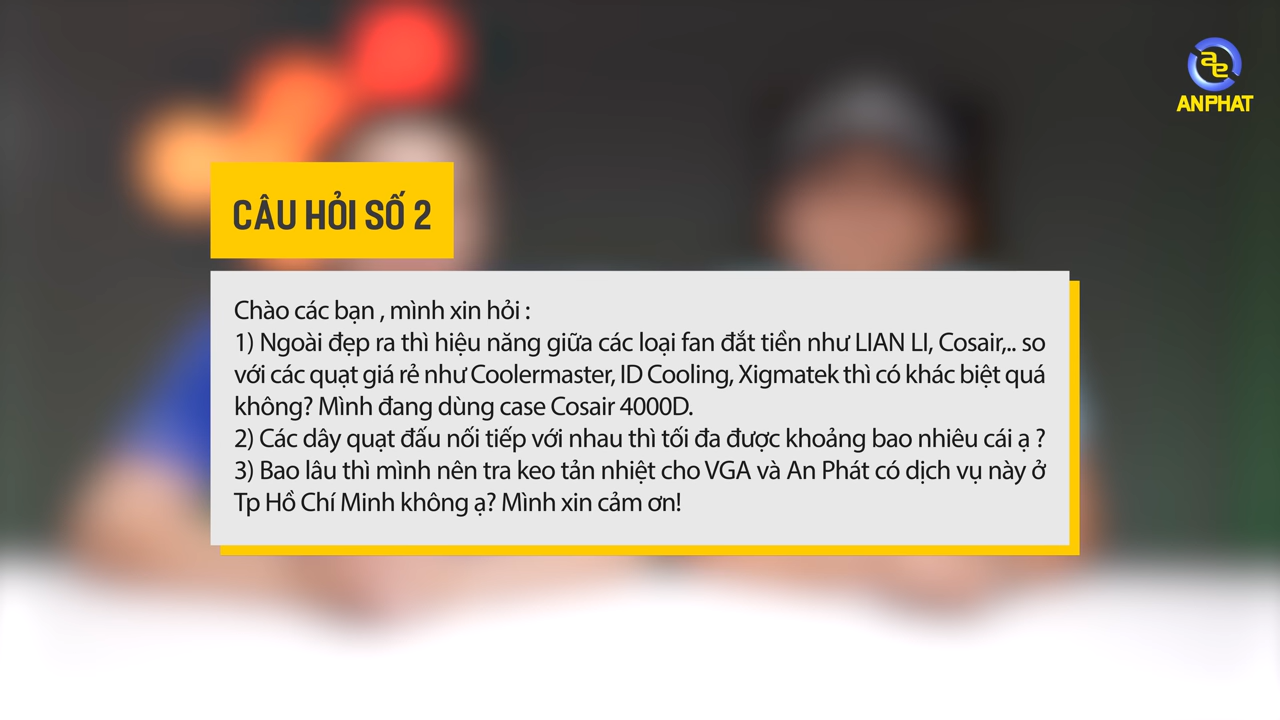 ae
ANPHAT
CÂU HỎI SỐ 2
Chào các bạn , mình xin hỏi :
1) Ngoài đẹp ra thì hiệu năng giữa các loại fan đắt tiền như LIAN LI, Cosair,.. so
với các quạt giá rẻ như Coolermaster, ID Cooling, Xigmatek thì có khác biệt quá
không? Mình đang dùng case Cosair 4000D.
2) Các dây quạt đấu nối tiếp với nhau thì tối đa được khoảng bao nhiêu cái ạ ?
3) Bao lâu thì mình nên tra keo tản nhiệt cho VGA và An Phát có dịch vụ này ở
Tp Hồ Chí Minh không ạ? Mình xin cảm ơn!